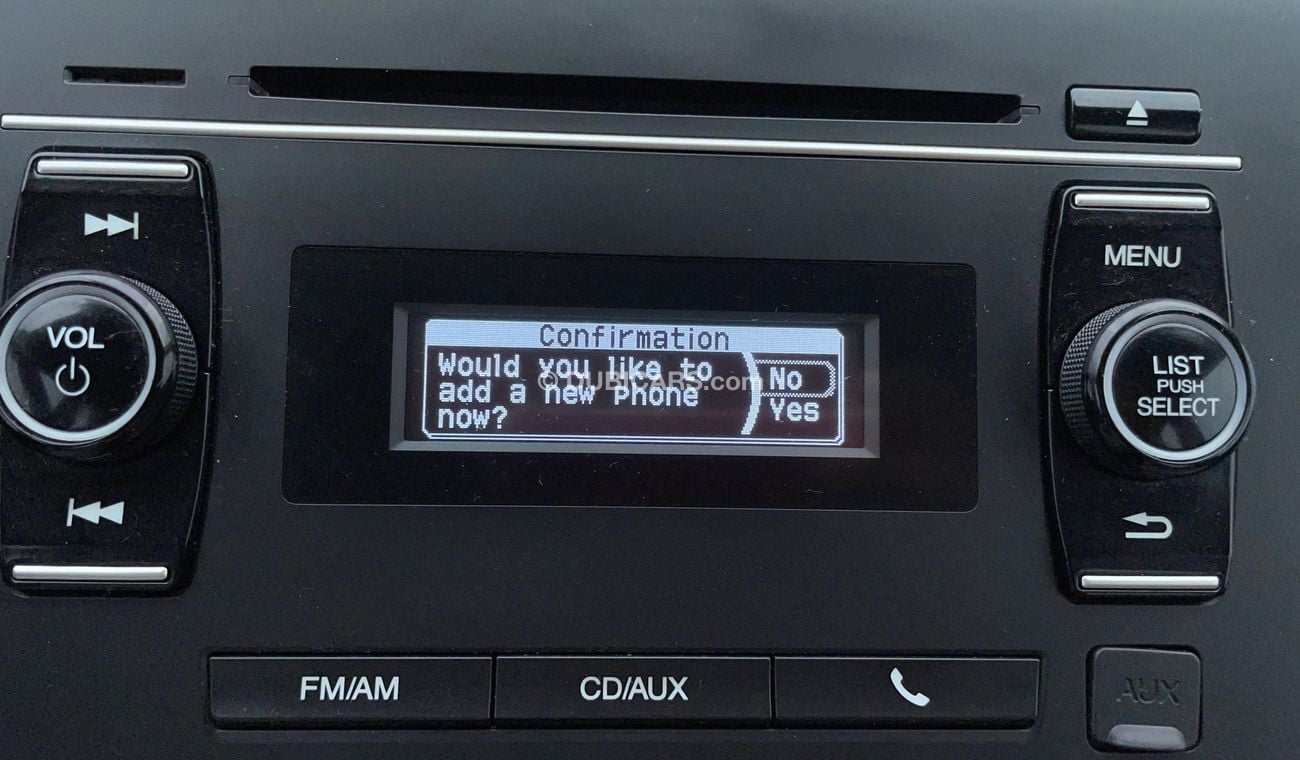 MENU
VOL
LIST
PUSH
SELECT
Confirmation
Would you like to
add a new Phone
now?
No
Yes
© DUBICARS.com
FM/AM
CD/AUX
AUX